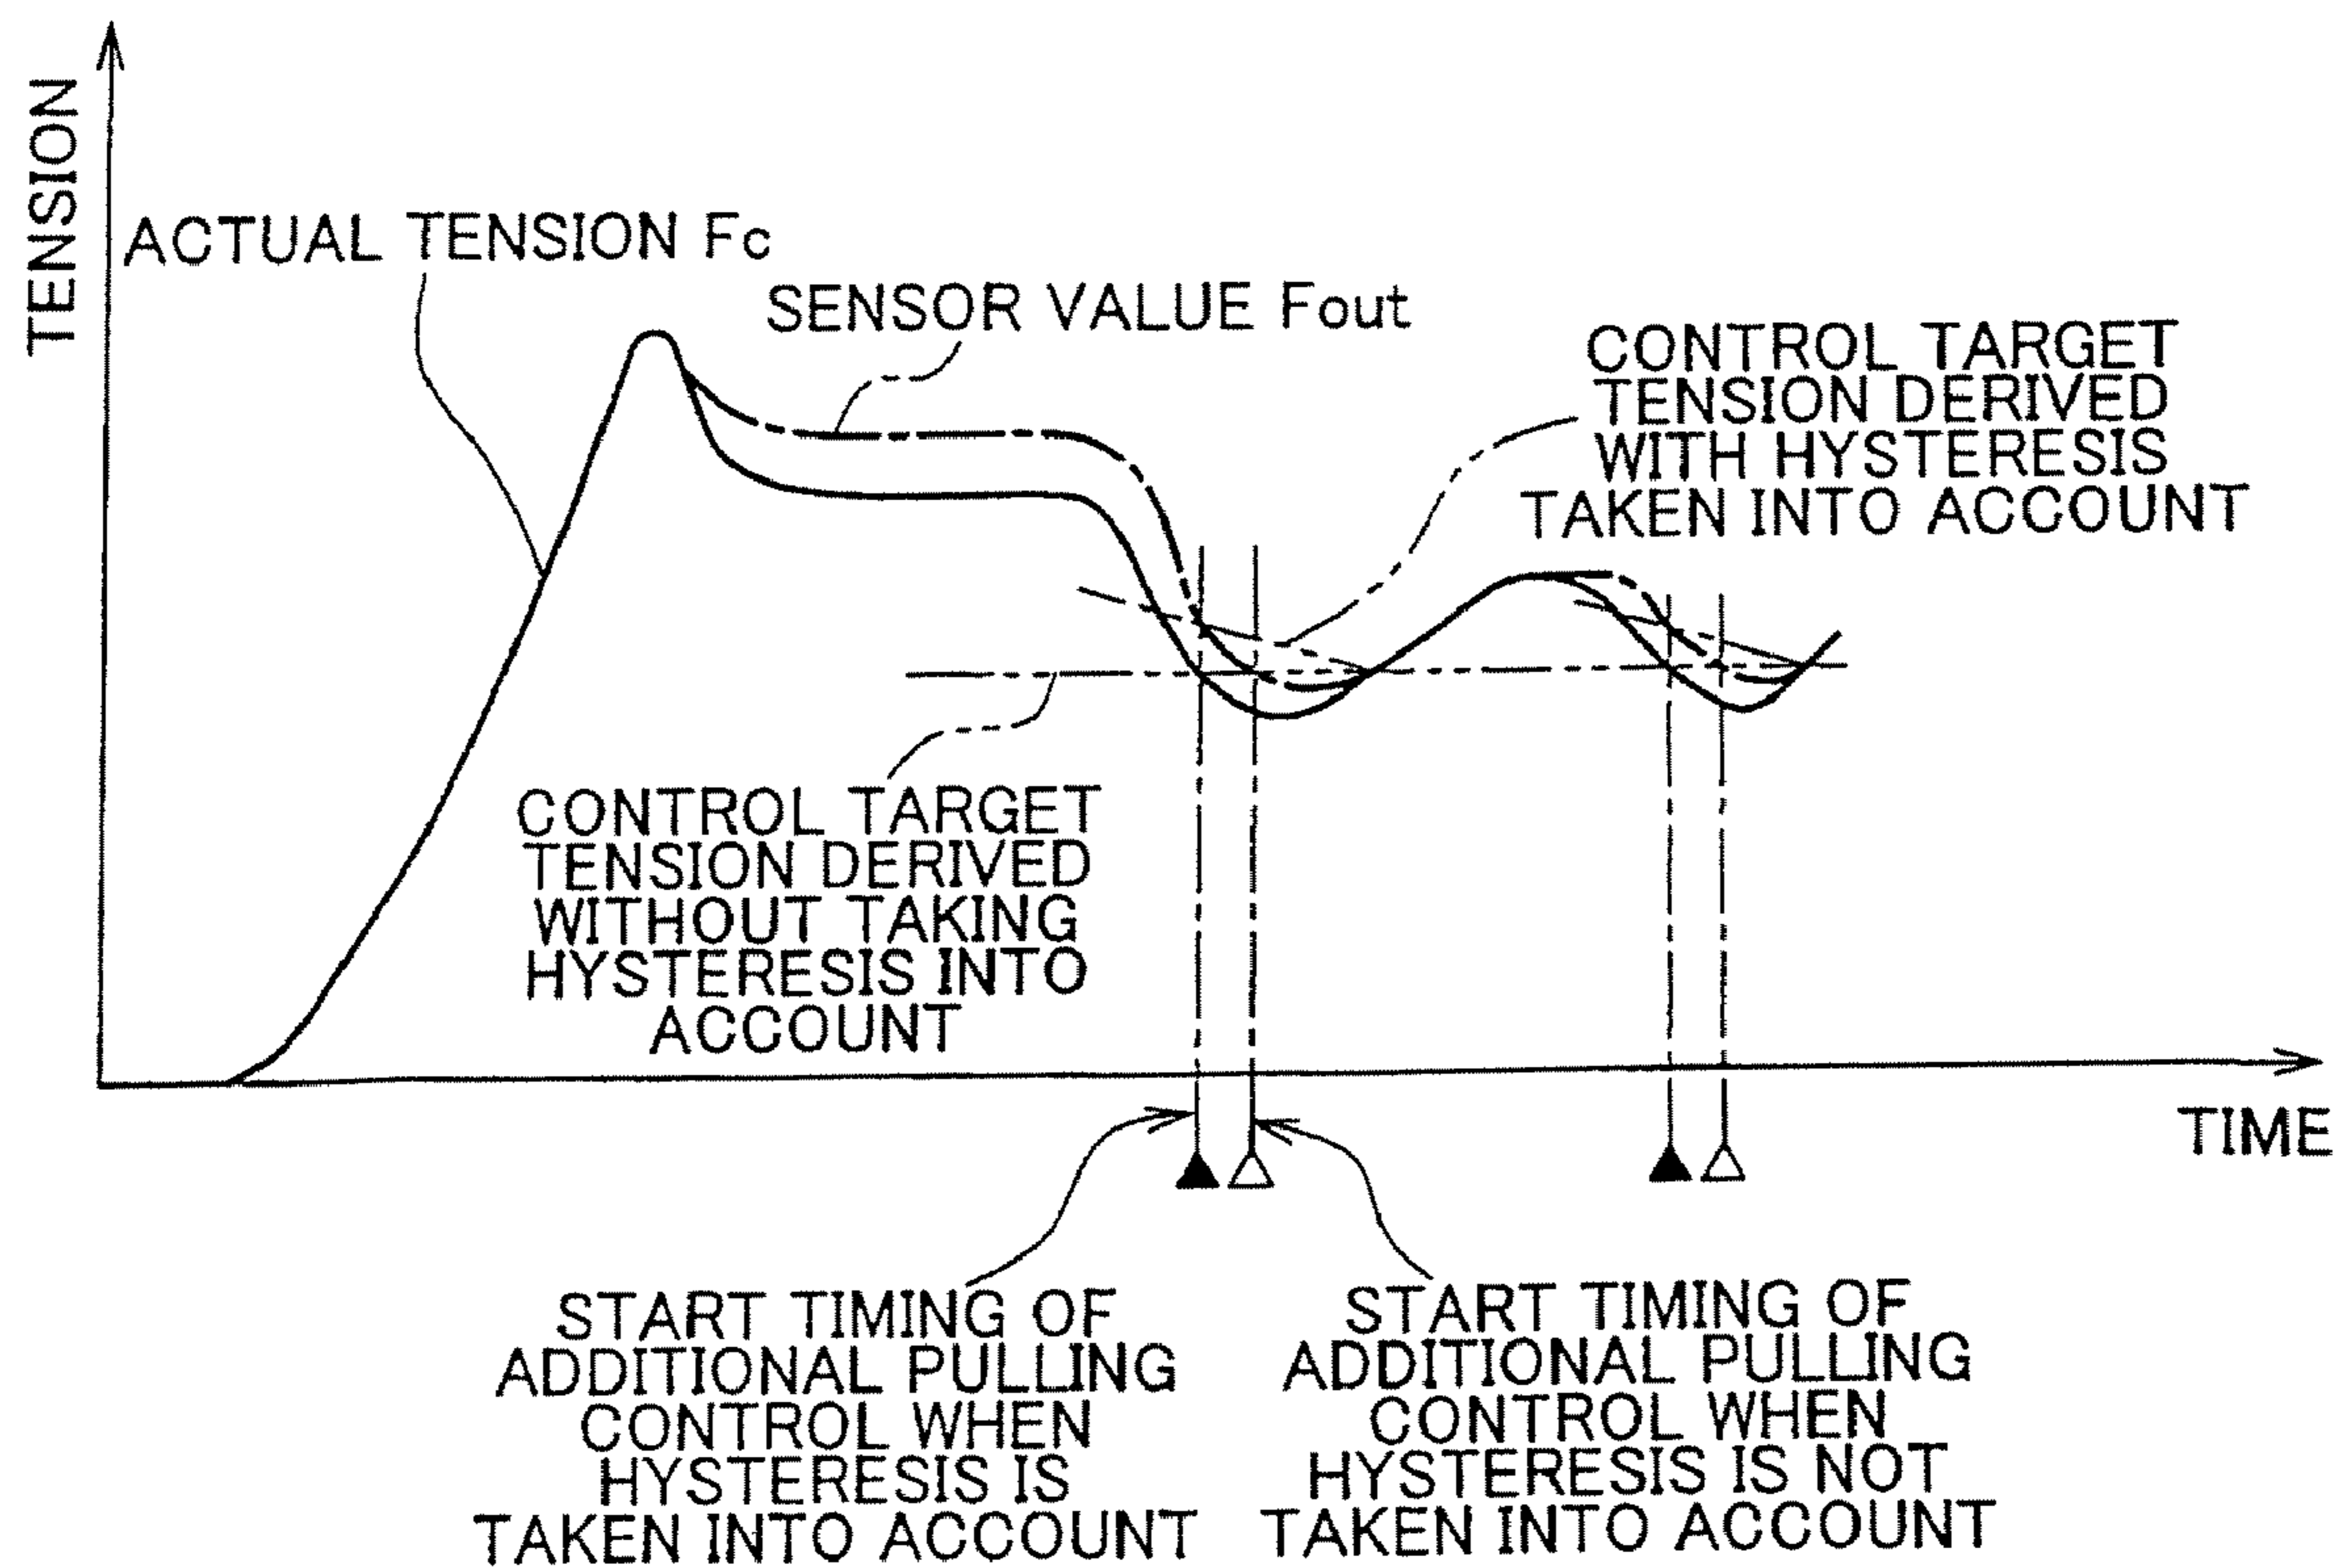 TENSION
ACTUAL TENSION Fc
SENSOR VALUE Fout
CONTROL TARGET
TENSION DERIVED
WITH HYSTERESIS
TAKEN INTO ACCOUNT
CONTROL TARGET
TENSION DERIVED
WITHOUT TAKING
HYSTERESIS INTO
ACCOUNT
TIME
START TIMING OF
ADDITIONAL PULLING
CONTROL WHEN
HYSTERESIS IS
TAKEN INTO ACCOUNT
START TIMING OF
ADDITIONAL PULLING
CONTROL WHEN
HYSTERESIS IS NOT
TAKEN INTO ACCOUNT